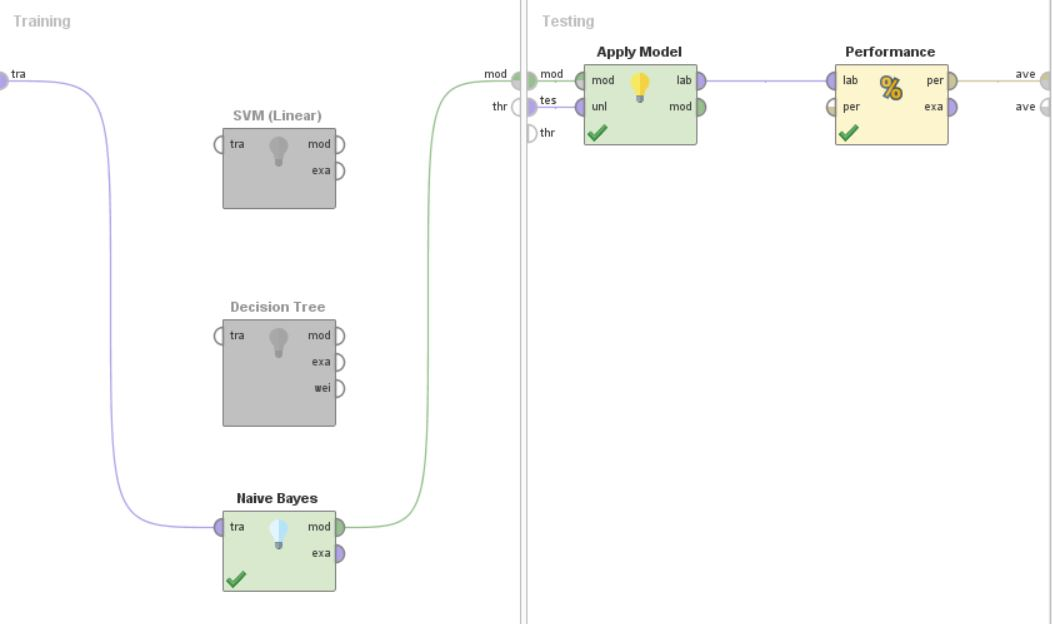 Training
tra
SVM (Linear)
tra mod
exa
Decision Tree
tra mod
exa
wei
Naive Bayes
tra mod
exa
mod
thr
Testing
mod
tes
thr
Apply Model
mod lab
unl mod
Performance
%
lab per
per exa
ave
ave